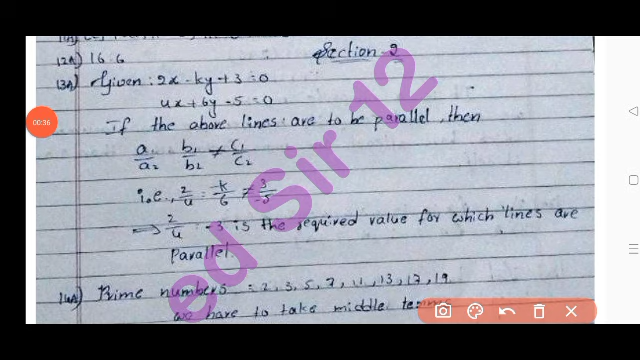 12A) 16 6
Section-2
13A) Given : 2x - ky + 3 = 0
4x + 6y - 5 = 0
If the above lines are to be parallel, then
a1/a2 b1/b2 ≠ c1/c2
i.e., 2/4 = -k/6 ≠ 3/-5
⇒ 2/4 -3 is the required value for which lines are
Parallel.
14A) Prime numbers = 2, 3, 5, 7, 11, 13, 17, 19
we have to take middle terms
ed Sir 12
00:36